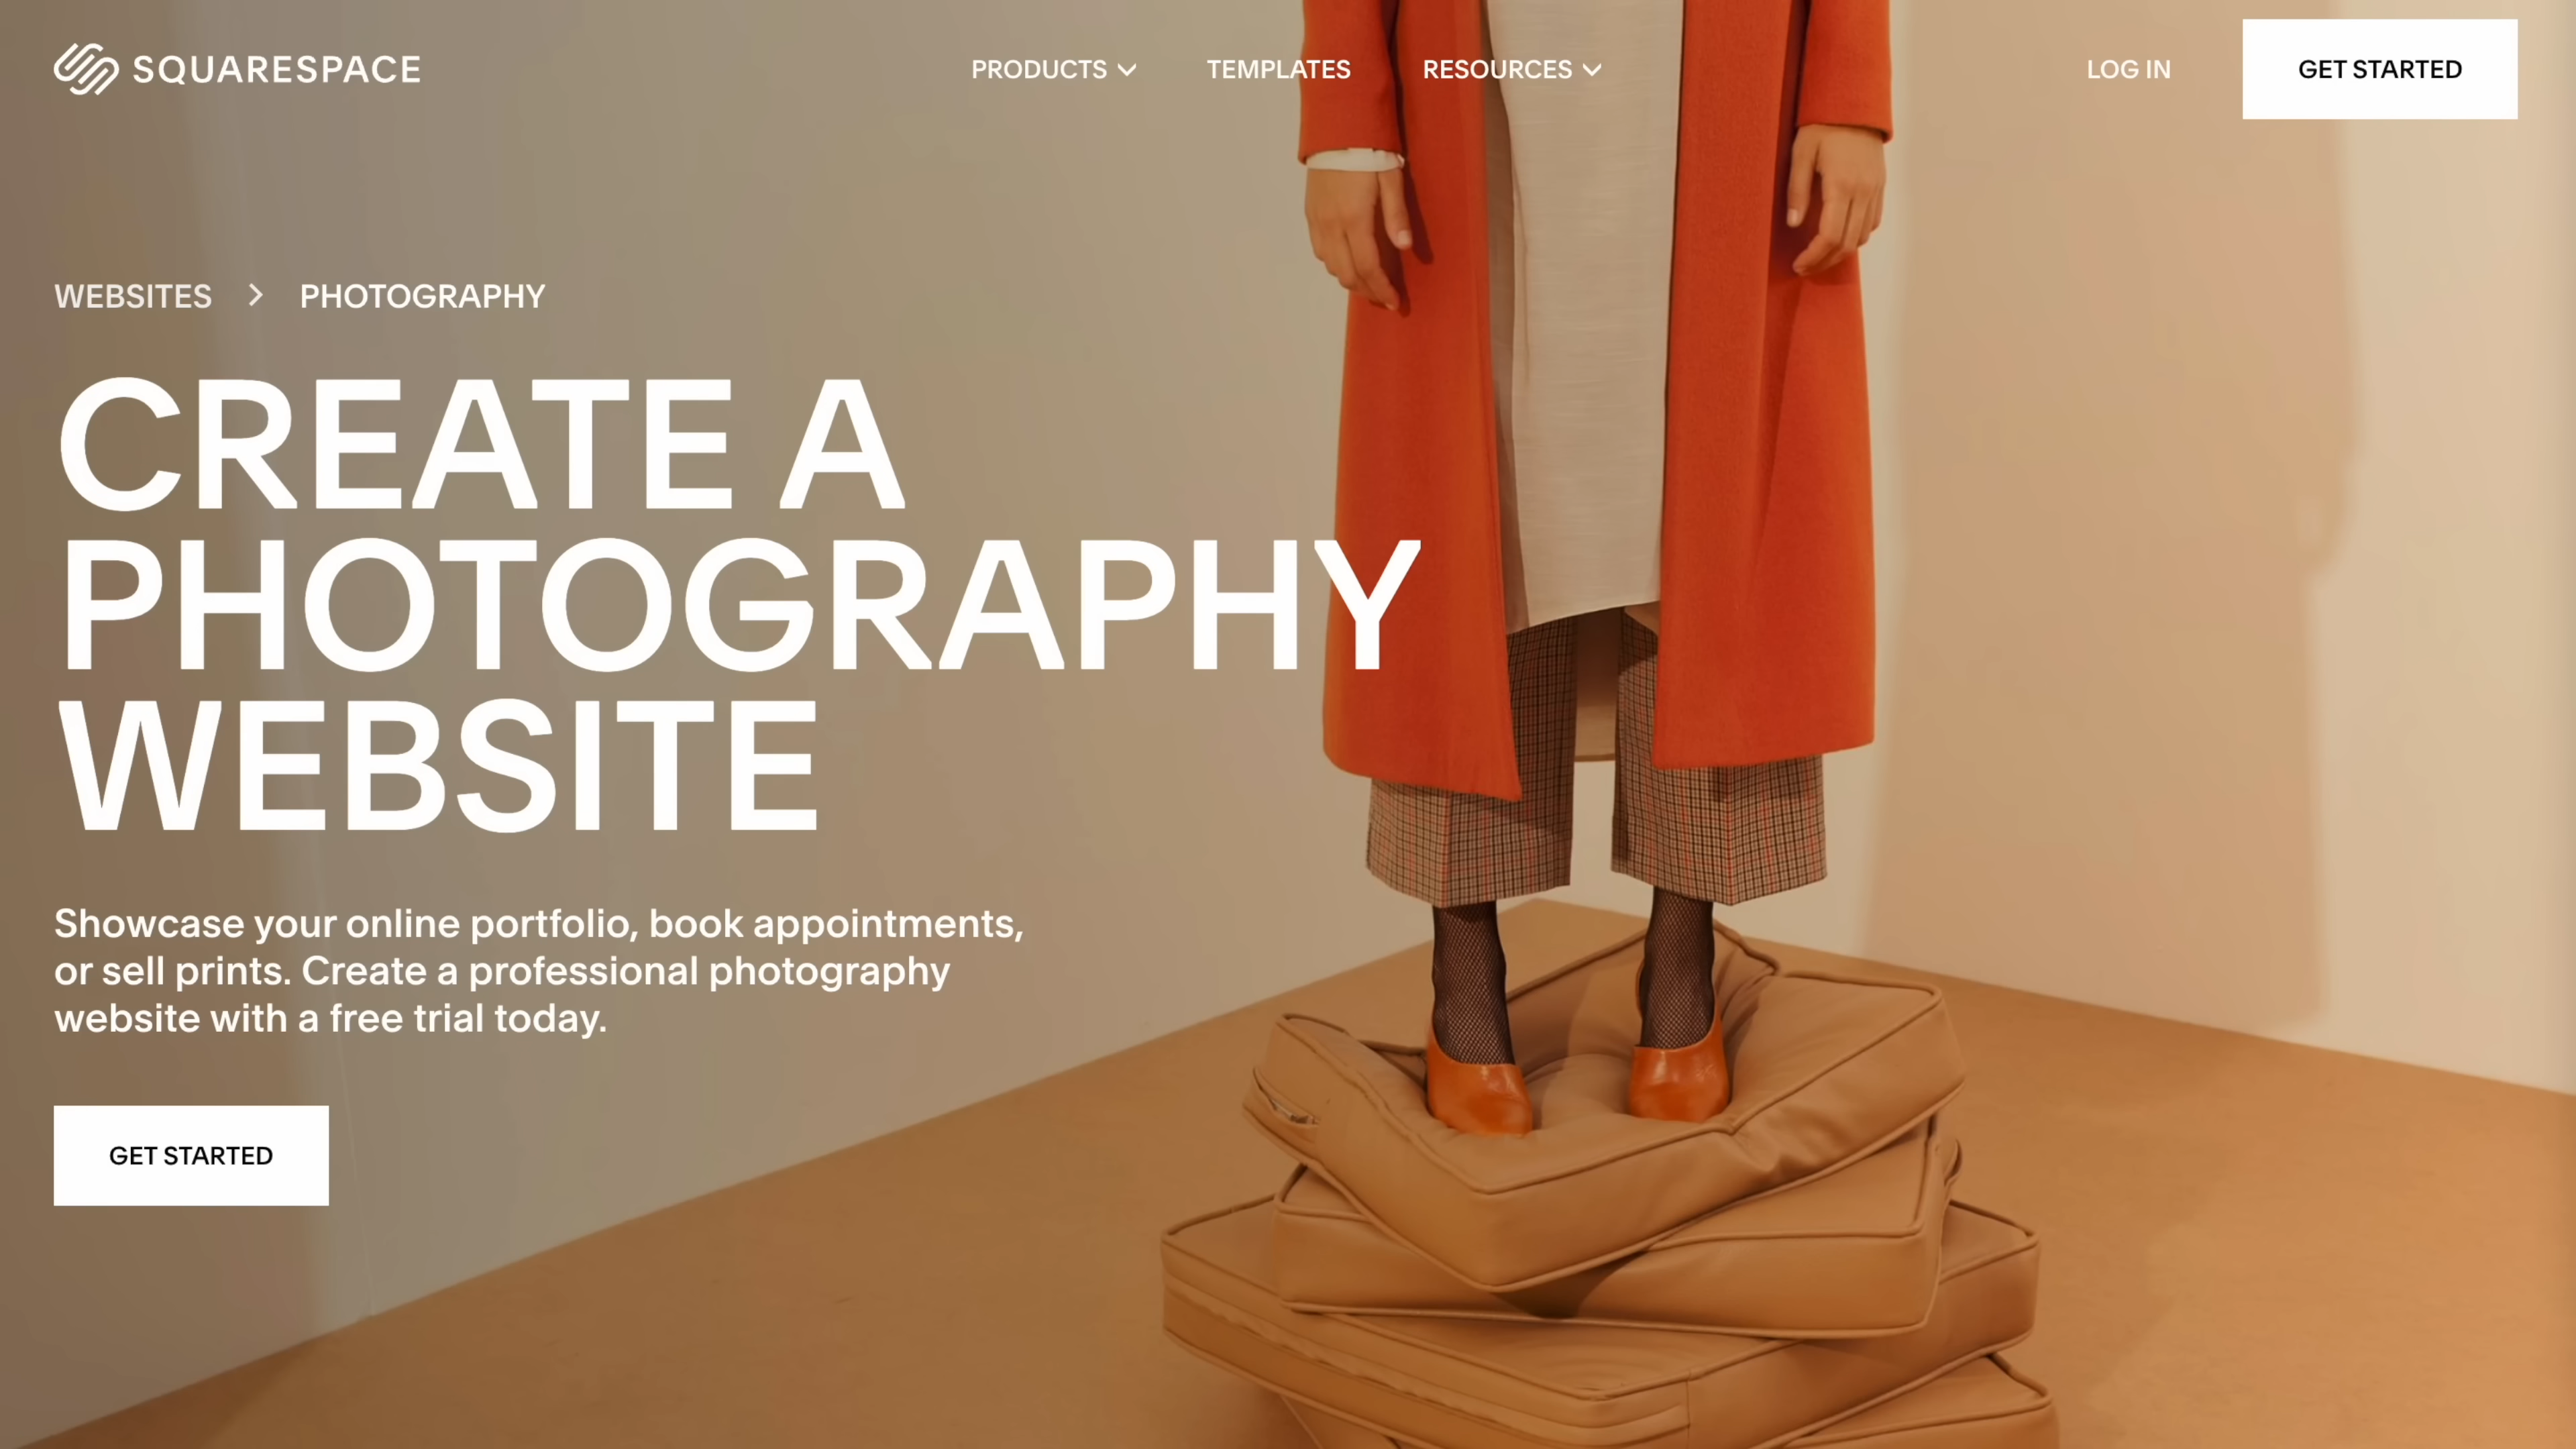 SQUARESPACE
PRODUCTS
TEMPLATES
RESOURCES
LOG IN
GET STARTED
WEBSITES > PHOTOGRAPHY
CREATE A
PHOTOGRAPHY
WEBSITE
Showcase your online portfolio, book appointments,
or sell prints. Create a professional photography
website with a free trial today.
GET STARTED